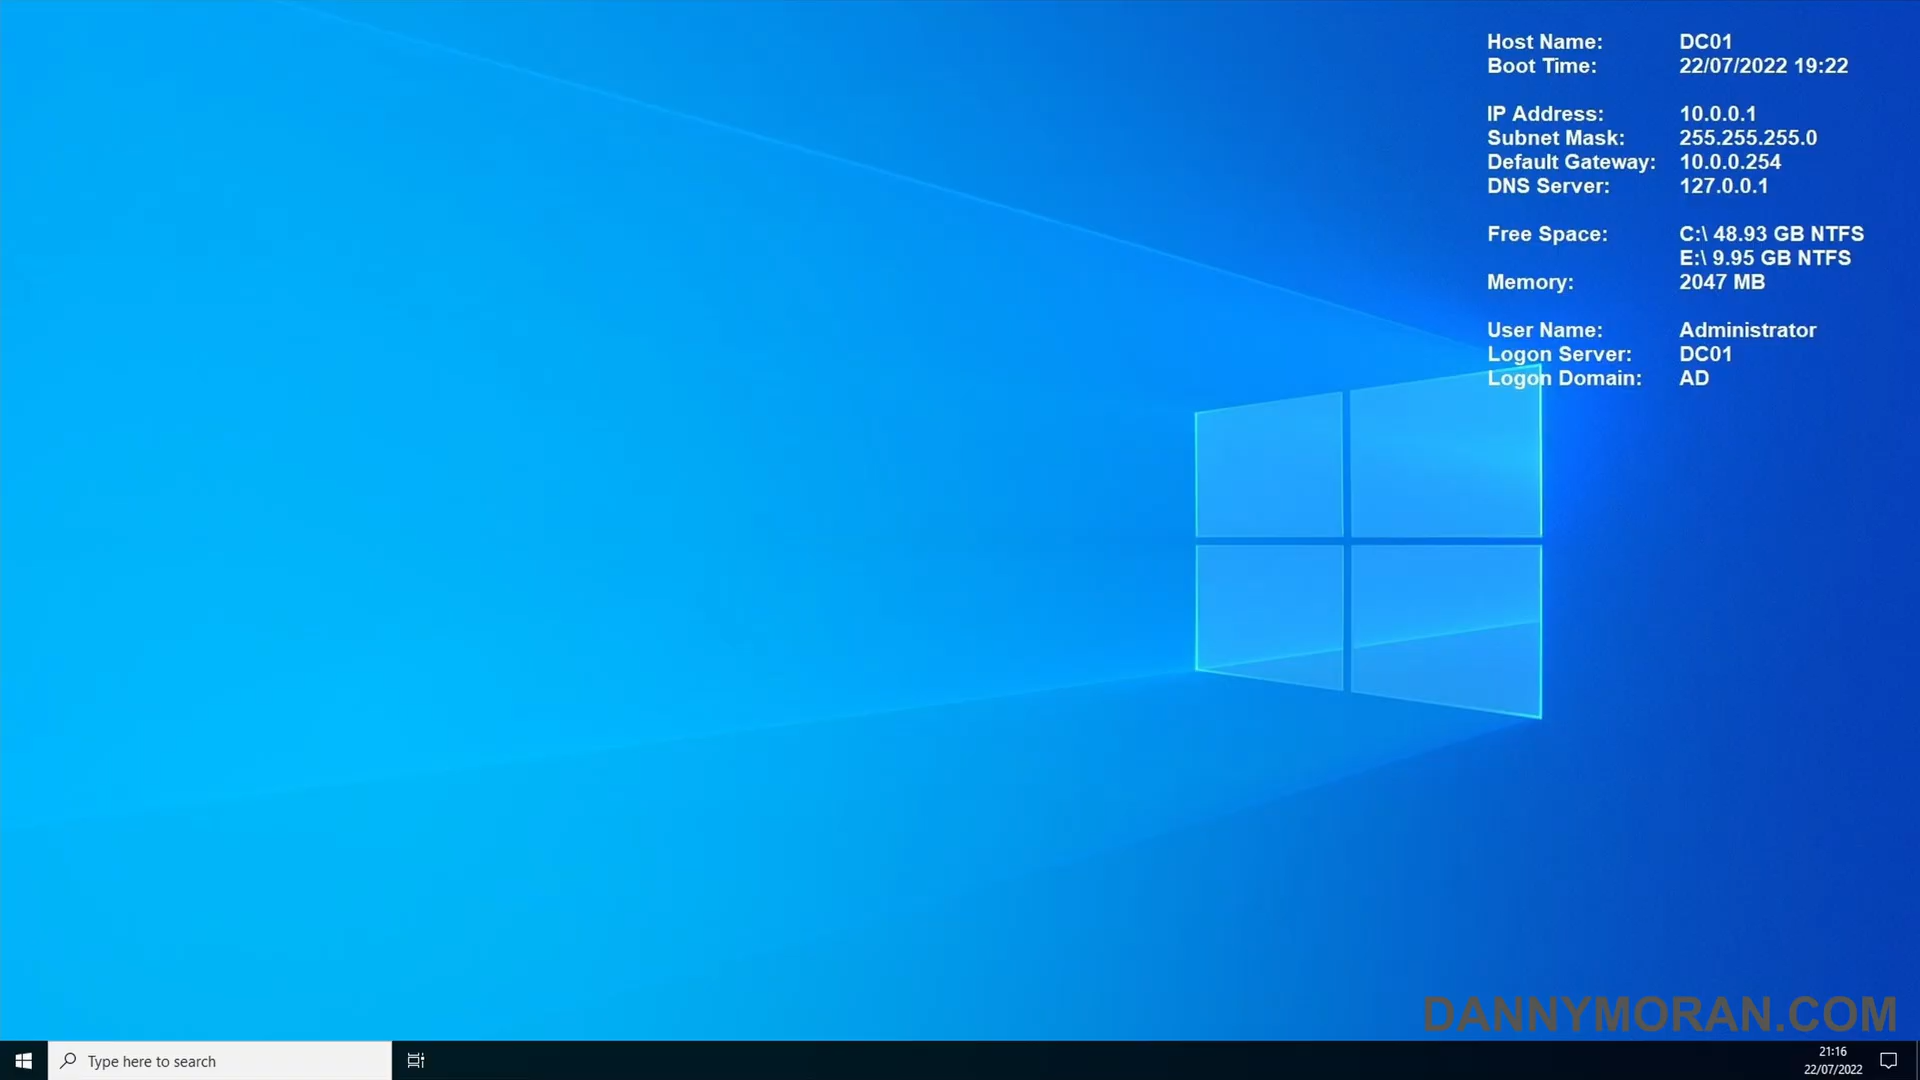 Host Name: DC01
Boot Time: 22/07/2022 19:22
IP Address: 10.0.0.1
Subnet Mask: 255.255.255.0
Default Gateway: 10.0.0.254
DNS Server: 127.0.0.1
Free Space: C:\ 48.93 GB NTFS
E:\ 9.95 GB NTFS
Memory: 2047 MB
User Name: Administrator
Logon Server: DC01
Logon Domain: AD
DANNYMORAN.COM
Type here to search
21:16
22/07/2022